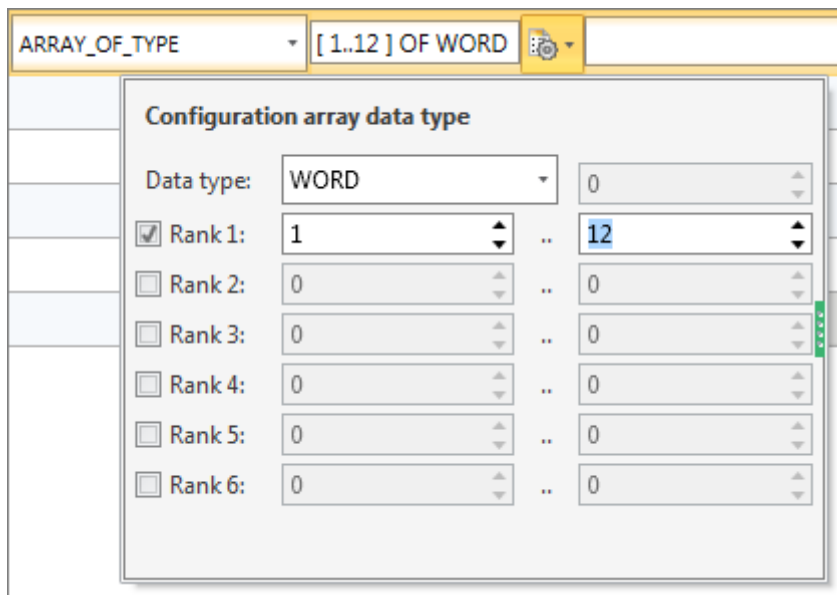 ARRAY_OF_TYPE [ 1..12 ] OF WORD
Configuration array data type
Data type: WORD 0
Rank 1: 1 .. 12
Rank 2: 0 .. 0
Rank 3: 0 .. 0
Rank 4: 0 .. 0
Rank 5: 0 .. 0
Rank 6: 0 .. 0